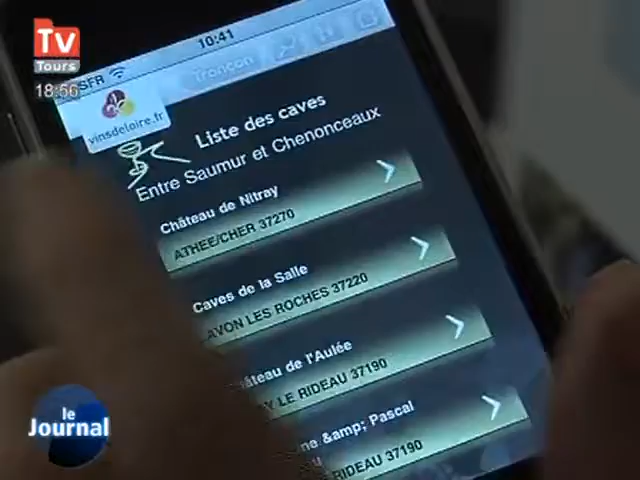 Tv
Tours
18:56
SFR
10:41
Tronçon
vinsdeloire.fr
Liste des caves
Entre Saumur et Chenonceaux
Château de Nitray
ATHEE/CHER 37270
Caves de la Salle
AVON LES ROCHES 37220
âteau de l'Aulée
Y LE RIDEAU 37190
ne &amp; Pascal
RIDEAU 37190
le
Journal